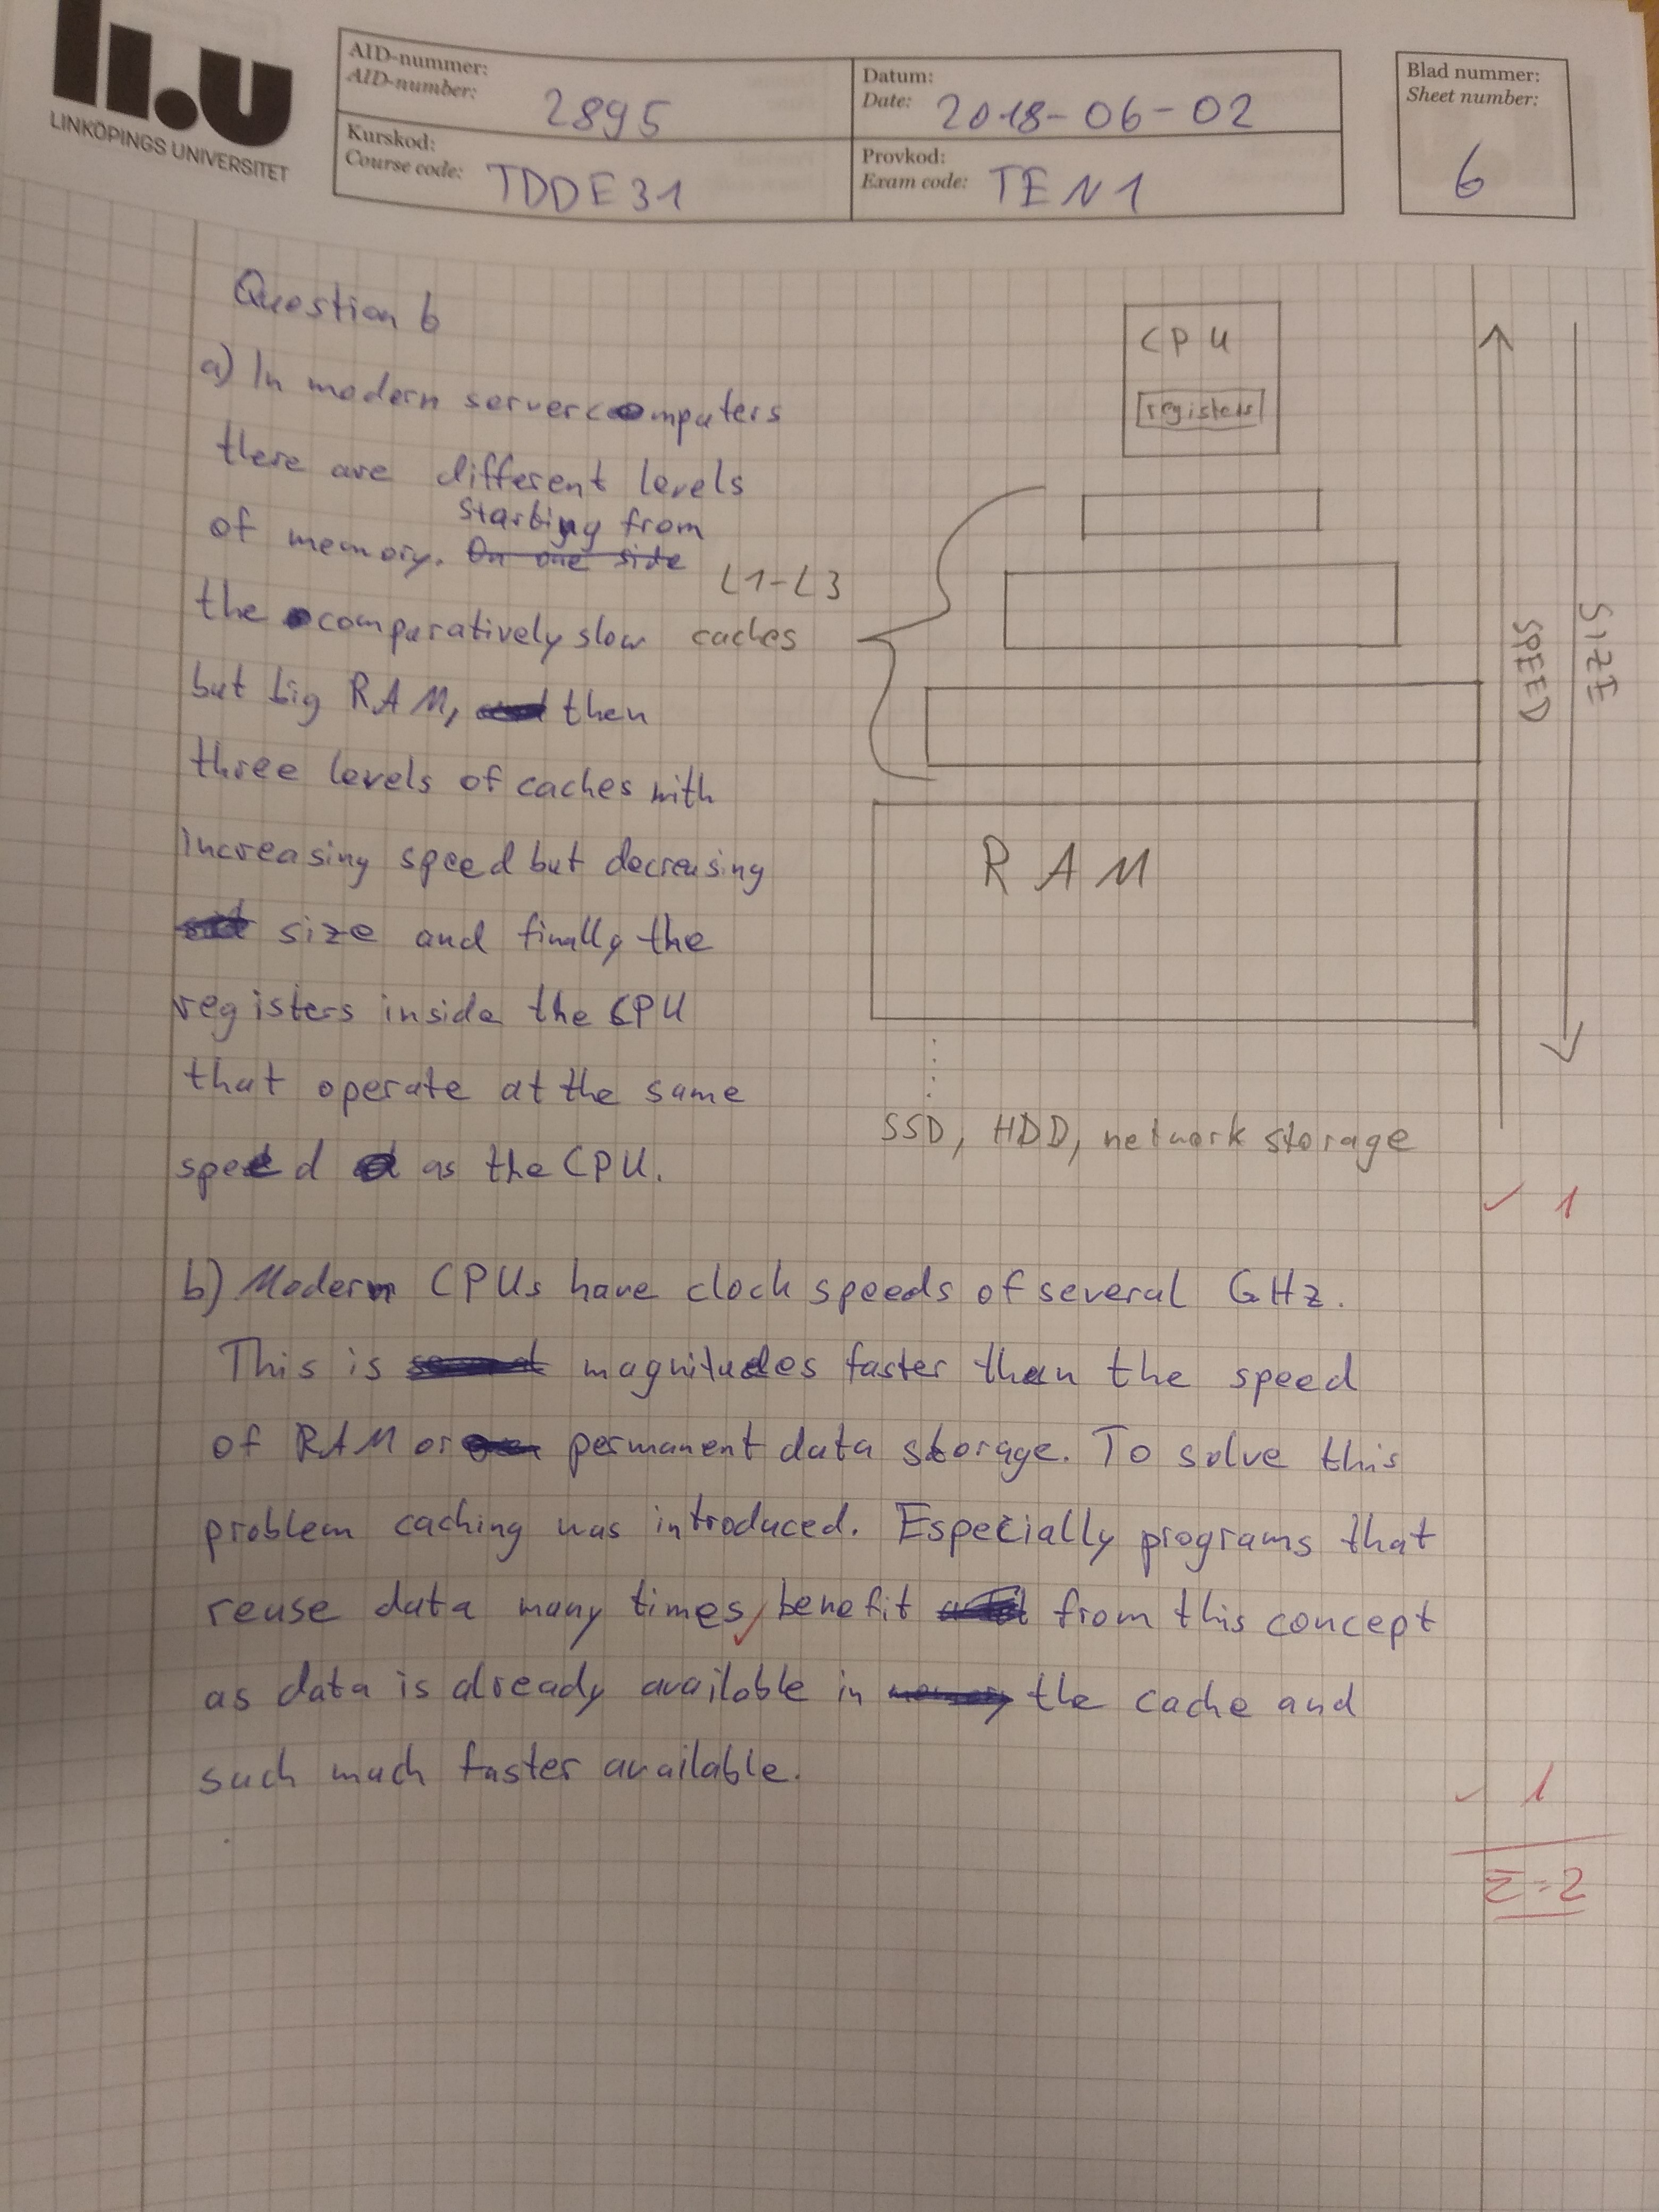 li.u
LINKÖPINGS UNIVERSITET
AID-nummer:
AID-number: 2895
Datum:
Date: 2018-06-02
Blad nummer:
Sheet number:
6
Kurskod:
Course code: TDDE31
Provkod:
Exam code: TEN1
Question 6
a) In modern servercomputers
there are different levels
starting from
of memory. On one side
the comparatively slow
but big RAM, then
three levels of caches with
increasing speed but decreasing
size and finally the
registers inside the CPU
that operate at the same
speed as the CPU.
CPU
registers
L1-L3
caches
RAM
SSD, HDD, network storage
SPEED
SIZE
✓ 1
b) Modern CPUs have clock speeds of several GHz.
This is magnitudes faster than the speed
of RAM or permanent data storage. To solve this
problem caching was introduced. Especially programs that
reuse data many times, benefit from this concept
as data is already available in the cache and
such much faster available.
✓ 1
Σ=2